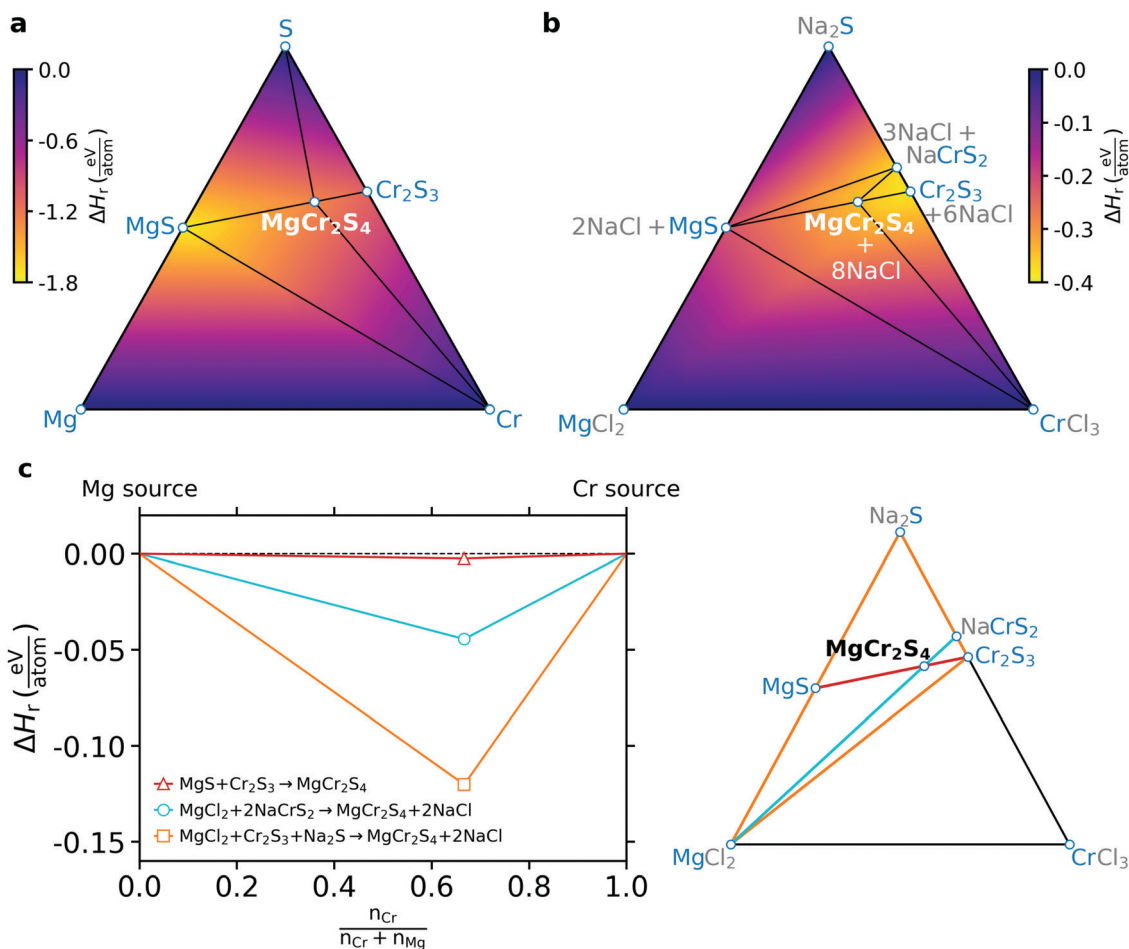 a
S
0.0
-0.6
-1.2
-1.8
ΔHr (eV/atom)
Cr₂S₃
MgS
MgCr₂S₄
Mg
Cr
b
Na₂S
3NaCl +
NaCrS₂
Cr₂S₃
+6NaCl
2NaCl + MgS
MgCr₂S₄
+
8NaCl
MgCl₂
CrCl₃
0.0
-0.1
-0.2
-0.3
-0.4
ΔHr (eV/atom)
c
Mg source
Cr source
0.00
-0.05
-0.10
-0.15
ΔHr (eV/atom)
MgS+Cr₂S₃→MgCr₂S₄
MgCl₂+2NaCrS₂→MgCr₂S₄+2NaCl
MgCl₂+Cr₂S₃+Na₂S→MgCr₂S₄+2NaCl
0.0 0.2 0.4 0.6 0.8 1.0
nCr
nCr + nMg
Na₂S
NaCrS₂
MgCr₂S₄
Cr₂S₃
MgS
MgCl₂
CrCl₃